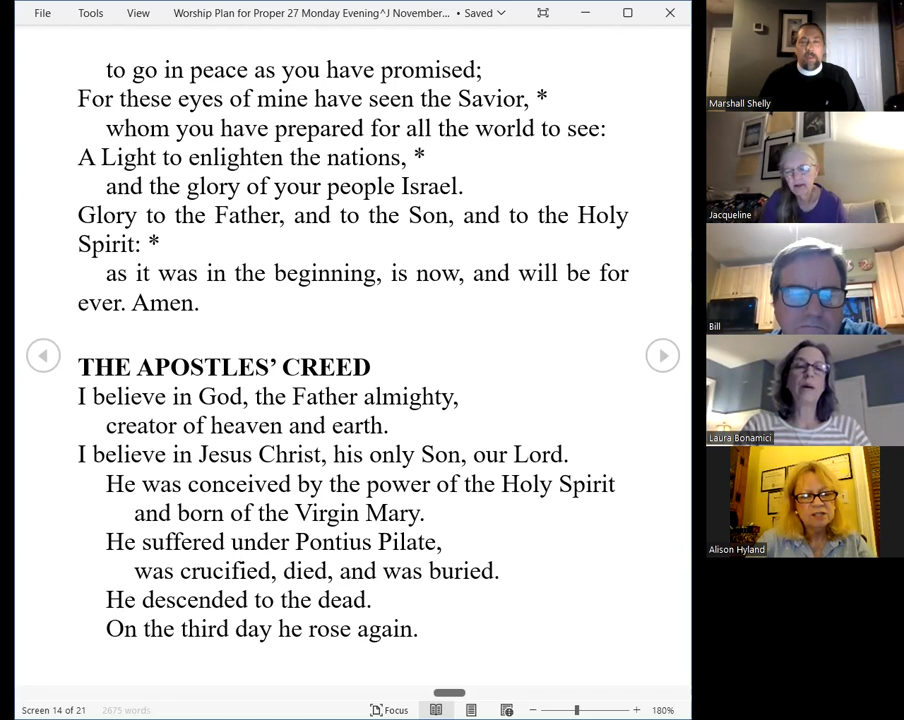 File Tools View Worship Plan for Proper 27 Monday Evening^J November... • Saved
to go in peace as you have promised;
For these eyes of mine have seen the Savior, *
whom you have prepared for all the world to see:
A Light to enlighten the nations, *
and the glory of your people Israel.
Glory to the Father, and to the Son, and to the Holy
Spirit: *
as it was in the beginning, is now, and will be for
ever. Amen.
THE APOSTLES’ CREED
I believe in God, the Father almighty,
creator of heaven and earth.
I believe in Jesus Christ, his only Son, our Lord.
He was conceived by the power of the Holy Spirit
and born of the Virgin Mary.
He suffered under Pontius Pilate,
was crucified, died, and was buried.
He descended to the dead.
On the third day he rose again.
Screen 14 of 21 2675 words Focus 180%
Marshall Shelly
Jacqueline
Bill
Laura Bonamici
Alison Hyland